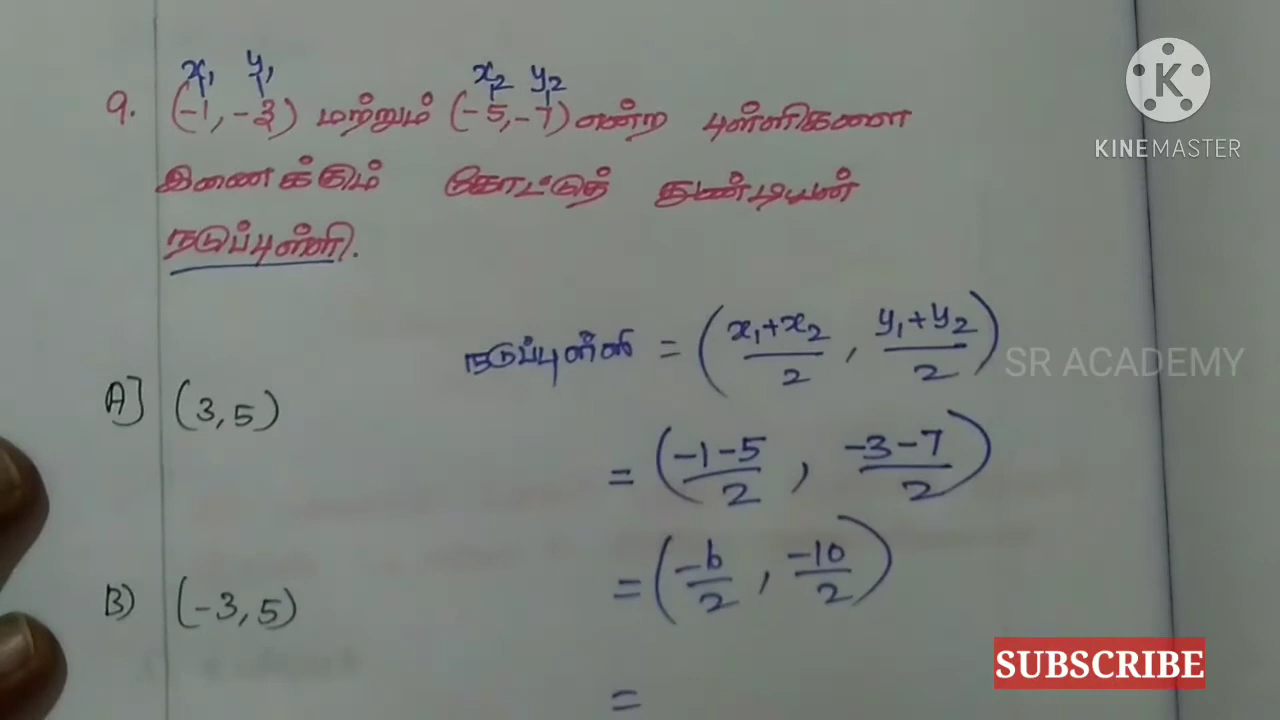 x₁ y₁ x₂ y₂
9. (-1, -3) மற்றும் (-5, -7) என்ற புள்ளிகளை
இணைக்கும் கோட்டுத் துண்டின்
நடுப்புள்ளி.
நடுப்புள்ளி = (x₁+x₂/2, y₁+y₂/2)
A] (3, 5)
= (-1-5/2, -3-7/2)
= (-6/2, -10/2)
B) (-3, 5)
=
K
KINEMASTER
SR ACADEMY
SUBSCRIBE